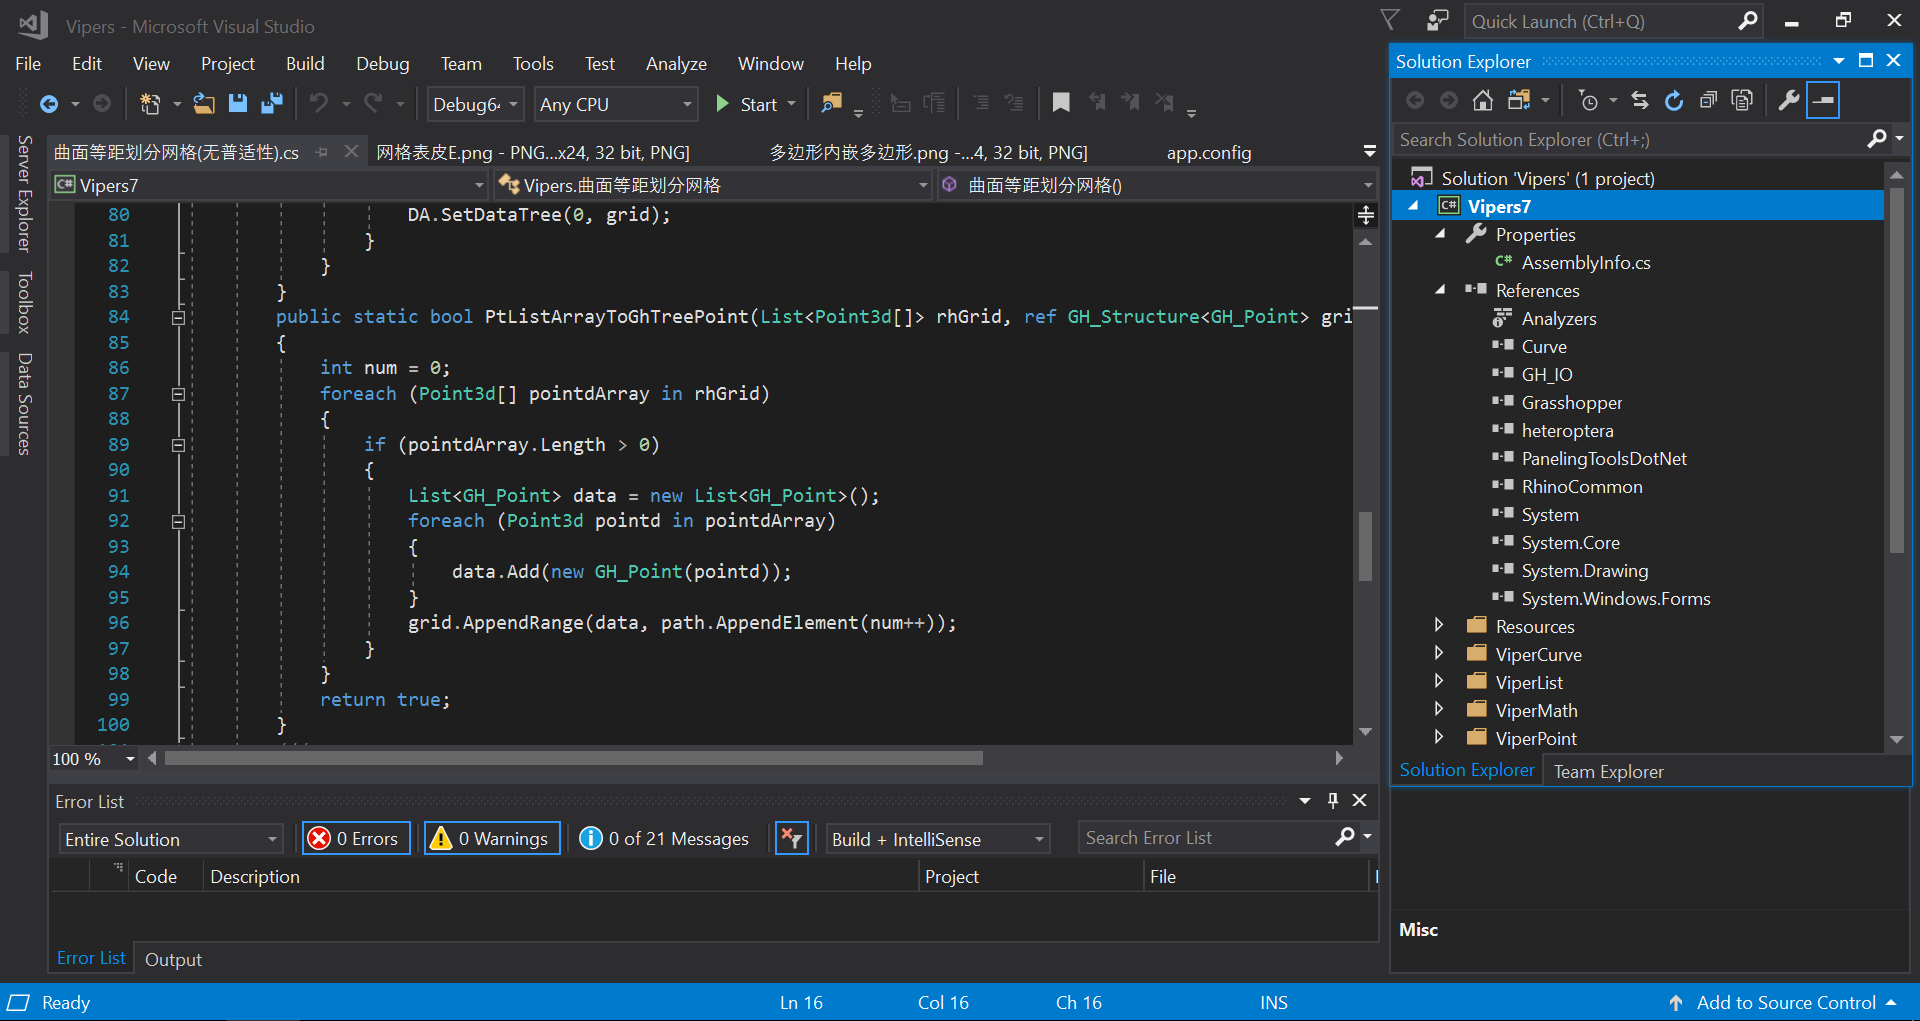 Vipers - Microsoft Visual Studio
Quick Launch (Ctrl+Q)
File Edit View Project Build Debug Team Tools Test Analyze Window Help
Debug64 Any CPU Start
Server Explorer
Toolbox
Data Sources
曲面等距划分网格(无普适性).cs 网格表皮E.png - PNG...x24, 32 bit, PNG] 多边形内嵌多边形.png -...4, 32 bit, PNG] app.config
C# Vipers7 Vipers.曲面等距划分网格 曲面等距划分网格()
80 DA.SetDataTree(0, grid);
81 }
82 }
83 }
84 public static bool PtListArrayToGhTreePoint(List<Point3d[]> rhGrid, ref GH_Structure<GH_Point> gri
85 {
86 int num = 0;
87 foreach (Point3d[] pointdArray in rhGrid)
88 {
89 if (pointdArray.Length > 0)
90 {
91 List<GH_Point> data = new List<GH_Point>();
92 foreach (Point3d pointd in pointdArray)
93 {
94 data.Add(new GH_Point(pointd));
95 }
96 grid.AppendRange(data, path.AppendElement(num++));
97 }
98 }
99 return true;
100 }
100 %
Error List
Entire Solution 0 Errors 0 Warnings 0 of 21 Messages Build + IntelliSense Search Error List
Code Description Project File
Error List Output
Solution Explorer
Search Solution Explorer (Ctrl+;)
Solution 'Vipers' (1 project)
C# Vipers7
Properties
C# AssemblyInfo.cs
References
Analyzers
Curve
GH_IO
Grasshopper
heteroptera
PanelingToolsDotNet
RhinoCommon
System
System.Core
System.Drawing
System.Windows.Forms
Resources
ViperCurve
ViperList
ViperMath
ViperPoint
Solution Explorer Team Explorer
Misc
Ready Ln 16 Col 16 Ch 16 INS Add to Source Control